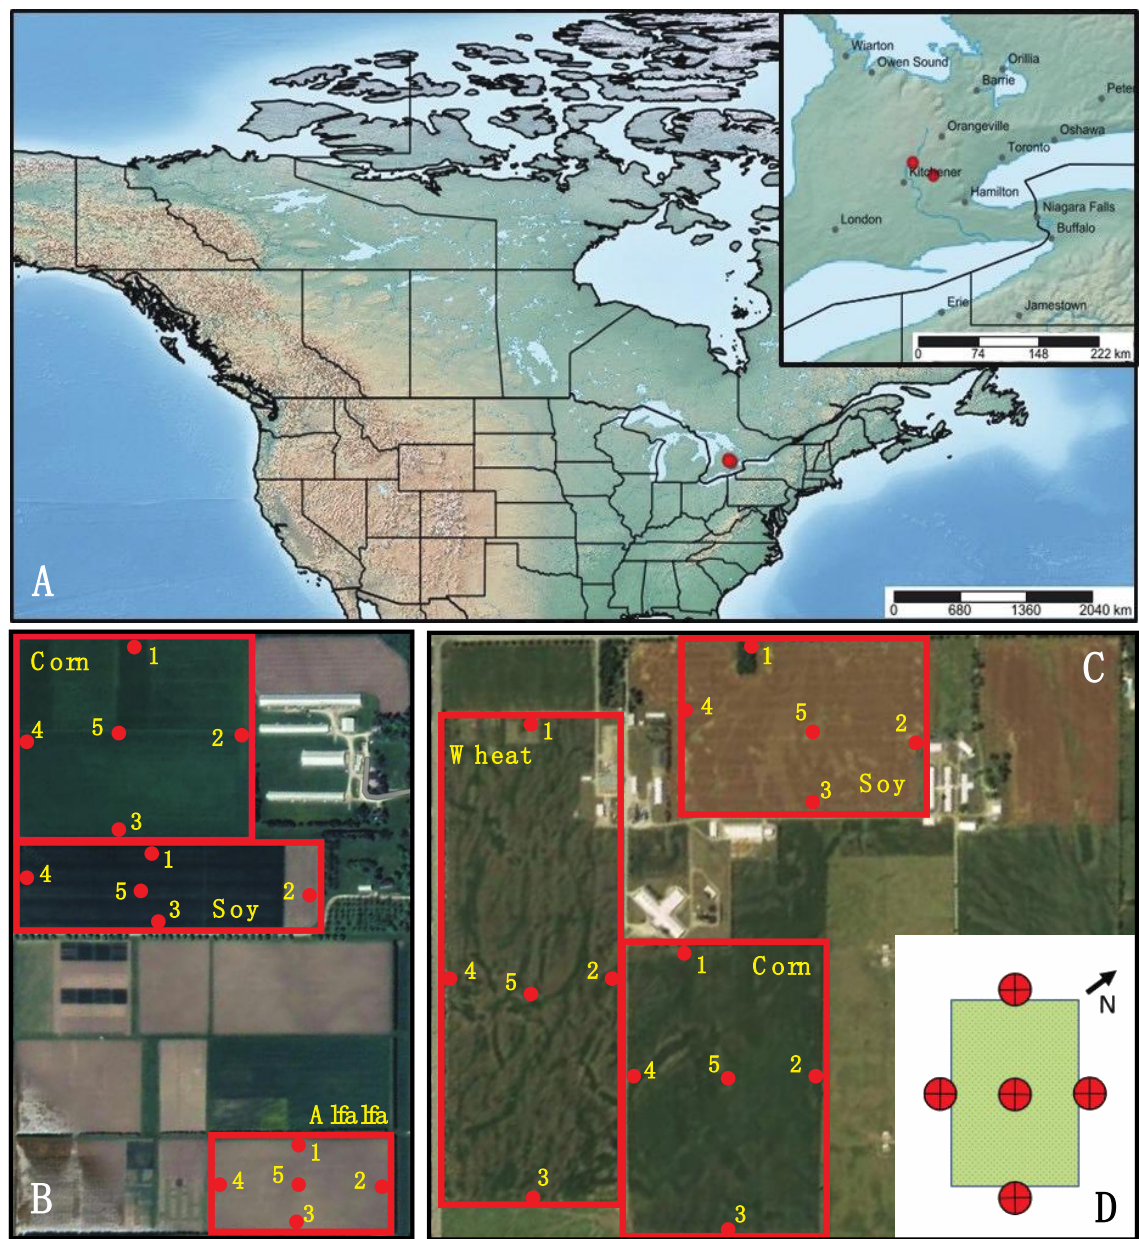 Wiarton
Owen Sound
Orillia
Barrie
Peter
Orangeville
Oshawa
Toronto
Kitchener
Hamilton
Niagara Falls
London
Buffalo
Erie
Jamestown
0 74 148 222 km
A
0 680 1360 2040 km
Corn
1
4 5 2
3
1
4 5 2
3 Soy
Alfalfa
1
4 5 2
3
B
C
1
4 5 2
3 Soy
1
Wheat
4 5 2
3
1 Corn
4 5 2
3
N
D